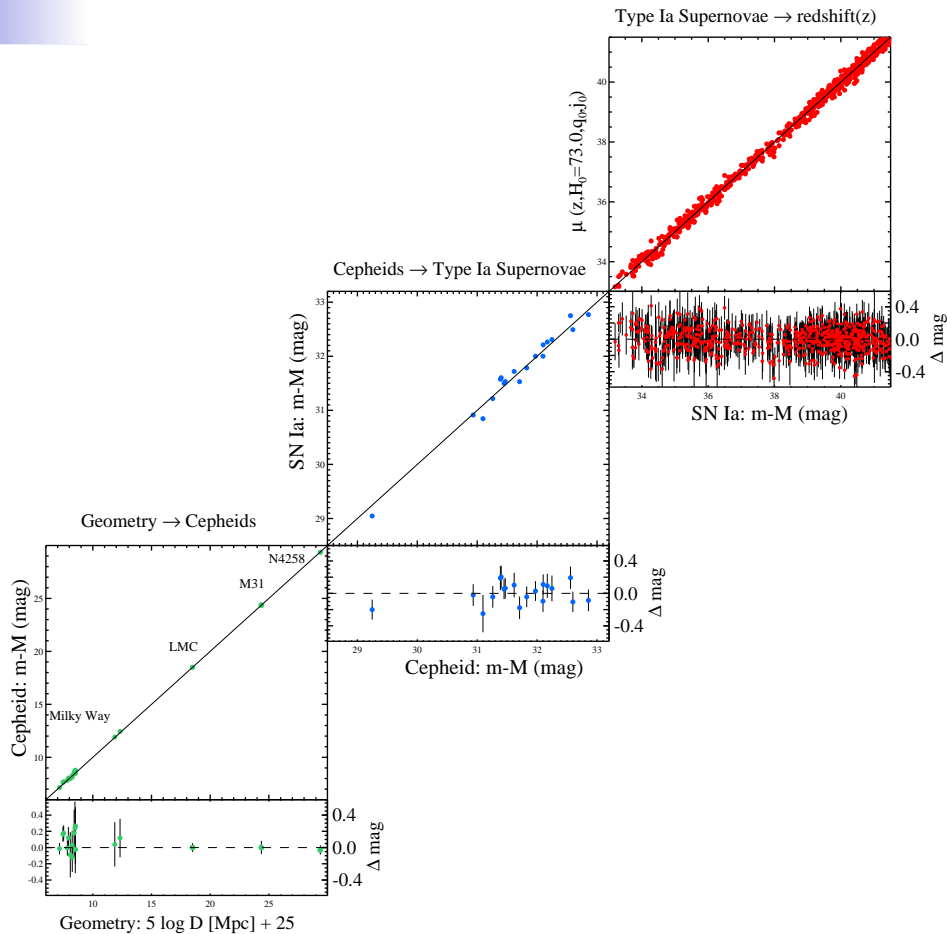 Type Ia Supernovae → redshift(z)
40
38
36
34
μ (z,H₀=73.0,q₀,j₀)
0.4
0.0
-0.4
Δ mag
34 36 38 40
SN Ia: m-M (mag)
Cepheids → Type Ia Supernovae
33
32
31
30
29
SN Ia: m-M (mag)
0.4
0.0
-0.4
Δ mag
29 30 31 32 33
Cepheid: m-M (mag)
Geometry → Cepheids
N4258
M31
LMC
Milky Way
25
20
15
10
Cepheid: m-M (mag)
0.4
0.2
0.0
-0.2
-0.4
0.4
0.0
-0.4
Δ mag
10 15 20 25
Geometry: 5 log D [Mpc] + 25